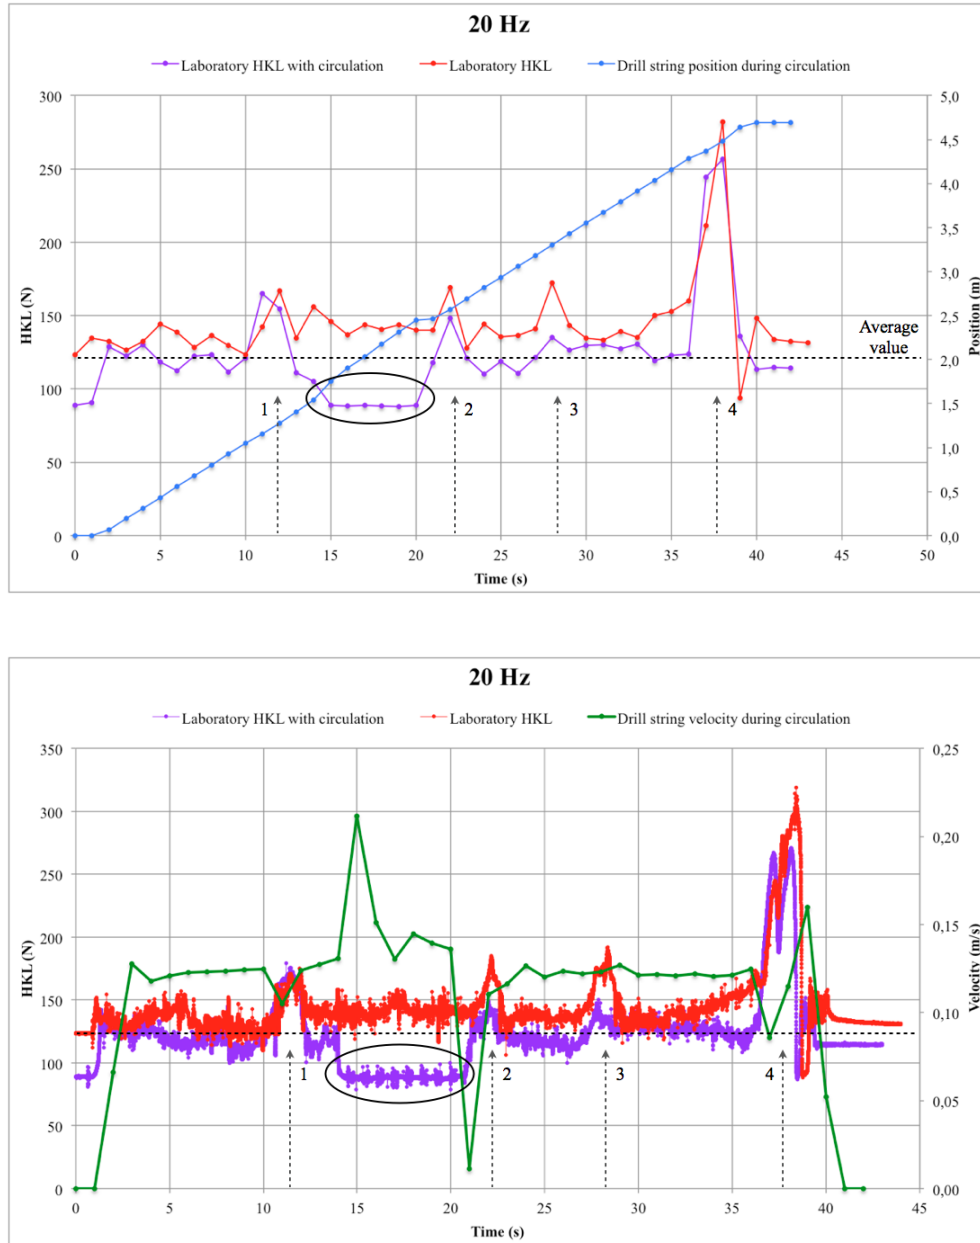 20 Hz
Laboratory HKL with circulation Laboratory HKL Drill string position during circulation
300 5,0
4,5
250
4,0
3,5
200
3,0
HKL (N) 150 2,5 Position (m)
Average
value
2,0
100
1 2 3 4
1,5
1,0
50
0,5
0 0,0
0 5 10 15 20 25 30 35 40 45 50
Time (s)
20 Hz
Laboratory HKL with circulation Laboratory HKL Drill string velocity during circulation
350 0,25
300
0,20
250
HKL (N) 200 0,15 Velocity (m/s)
150
0,10
100
1 2 3 4
0,05
50
0 0,00
0 5 10 15 20 25 30 35 40 45
Time (s)